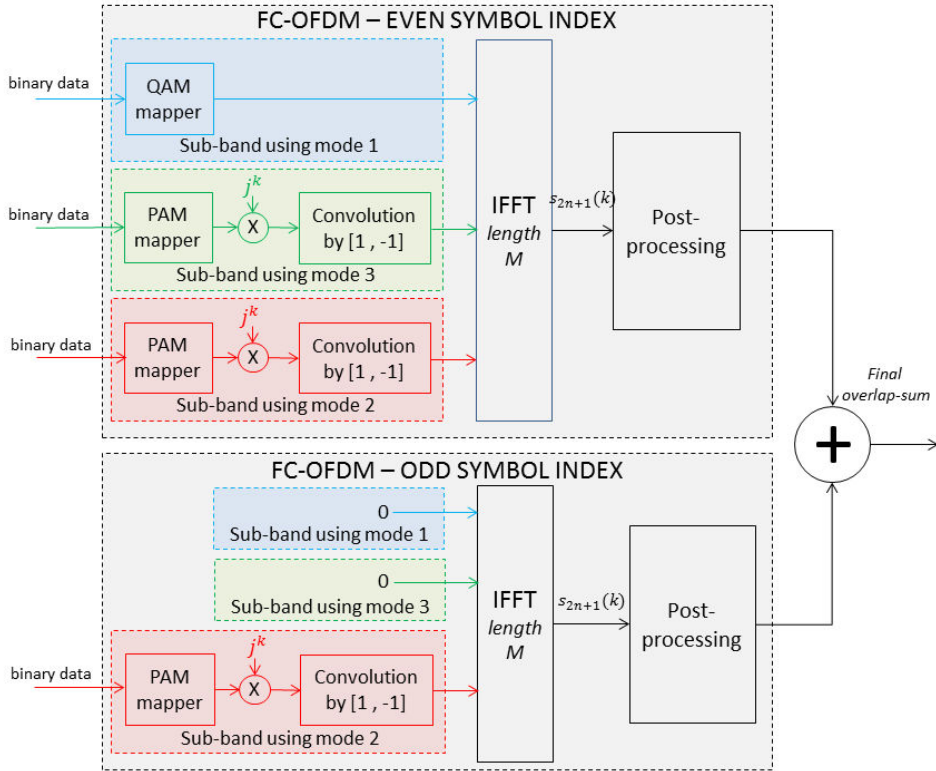 FC-OFDM – EVEN SYMBOL INDEX
binary data
QAM
mapper
Sub-band using mode 1
binary data
PAM
mapper
j^k
X
Convolution
by [1 , -1]
Sub-band using mode 3
binary data
PAM
mapper
j^k
X
Convolution
by [1 , -1]
Sub-band using mode 2
IFFT
length
M
s_{2n+1}(k)
Post-
processing
Final
overlap-sum
+
FC-OFDM – ODD SYMBOL INDEX
0
Sub-band using mode 1
0
Sub-band using mode 3
binary data
PAM
mapper
j^k
X
Convolution
by [1 , -1]
Sub-band using mode 2
IFFT
length
M
s_{2n+1}(k)
Post-
processing